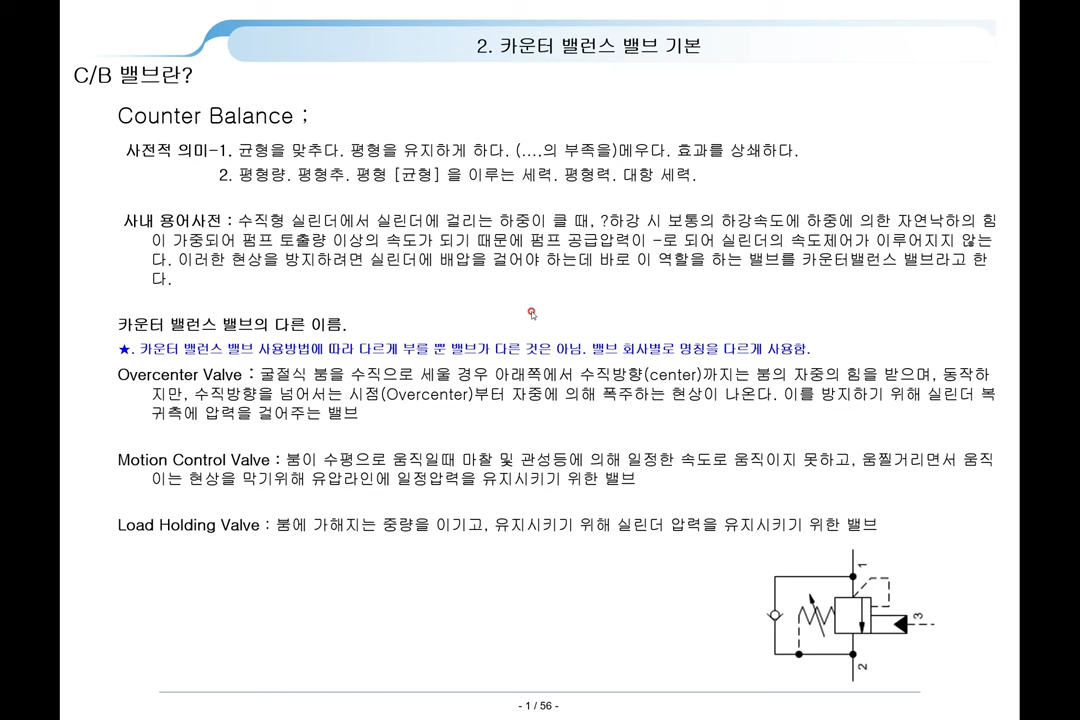 2. 카운터 밸런스 밸브 기본
C/B 밸브란?
Counter Balance ;
사전적 의미-1. 균형을 맞추다. 평형을 유지하게 하다. (....의 부족을)메우다. 효과를 상쇄하다.
2. 평형량. 평형추. 평형 [균형] 을 이루는 세력. 평형력. 대항 세력.
사내 용어사전 : 수직형 실린더에서 실린더에 걸리는 하중이 클 때, ?하강 시 보통의 하강속도에 하중에 의한 자연낙하의 힘
이 가중되어 펌프 토출량 이상의 속도가 되기 때문에 펌프 공급압력이 -로 되어 실린더의 속도제어가 이루어지지 않는
다. 이러한 현상을 방지하려면 실린더에 배압을 걸어야 하는데 바로 이 역할을 하는 밸브를 카운터밸런스 밸브라고 한
다.
카운터 밸런스 밸브의 다른 이름.
★. 카운터 밸런스 밸브 사용방법에 따라 다르게 부를 뿐 밸브가 다른 것은 아님. 밸브 회사별로 명칭을 다르게 사용함.
Overcenter Valve : 굴절식 붐을 수직으로 세울 경우 아래쪽에서 수직방향(center)까지는 붐의 자중의 힘을 받으며, 동작하
지만, 수직방향을 넘어서는 시점(Overcenter)부터 자중에 의해 폭주하는 현상이 나온다. 이를 방지하기 위해 실린더 복
귀측에 압력을 걸어주는 밸브
Motion Control Valve : 붐이 수평으로 움직일때 마찰 및 관성등에 의해 일정한 속도로 움직이지 못하고, 움찔거리면서 움직
이는 현상을 막기위해 유압라인에 일정압력을 유지시키기 위한 밸브
Load Holding Valve : 붐에 가해지는 중량을 이기고, 유지시키기 위해 실린더 압력을 유지시키기 위한 밸브
1
3
2
- 1 / 56 -